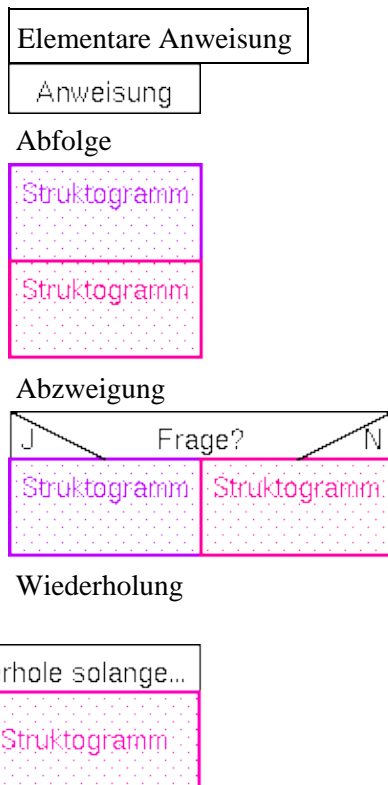 Elementare Anweisung
Anweisung
Abfolge
Struktogramm
Struktogramm
Abzweigung
J Frage? N
Struktogramm Struktogramm
Wiederholung
rhole solange...
Struktogramm